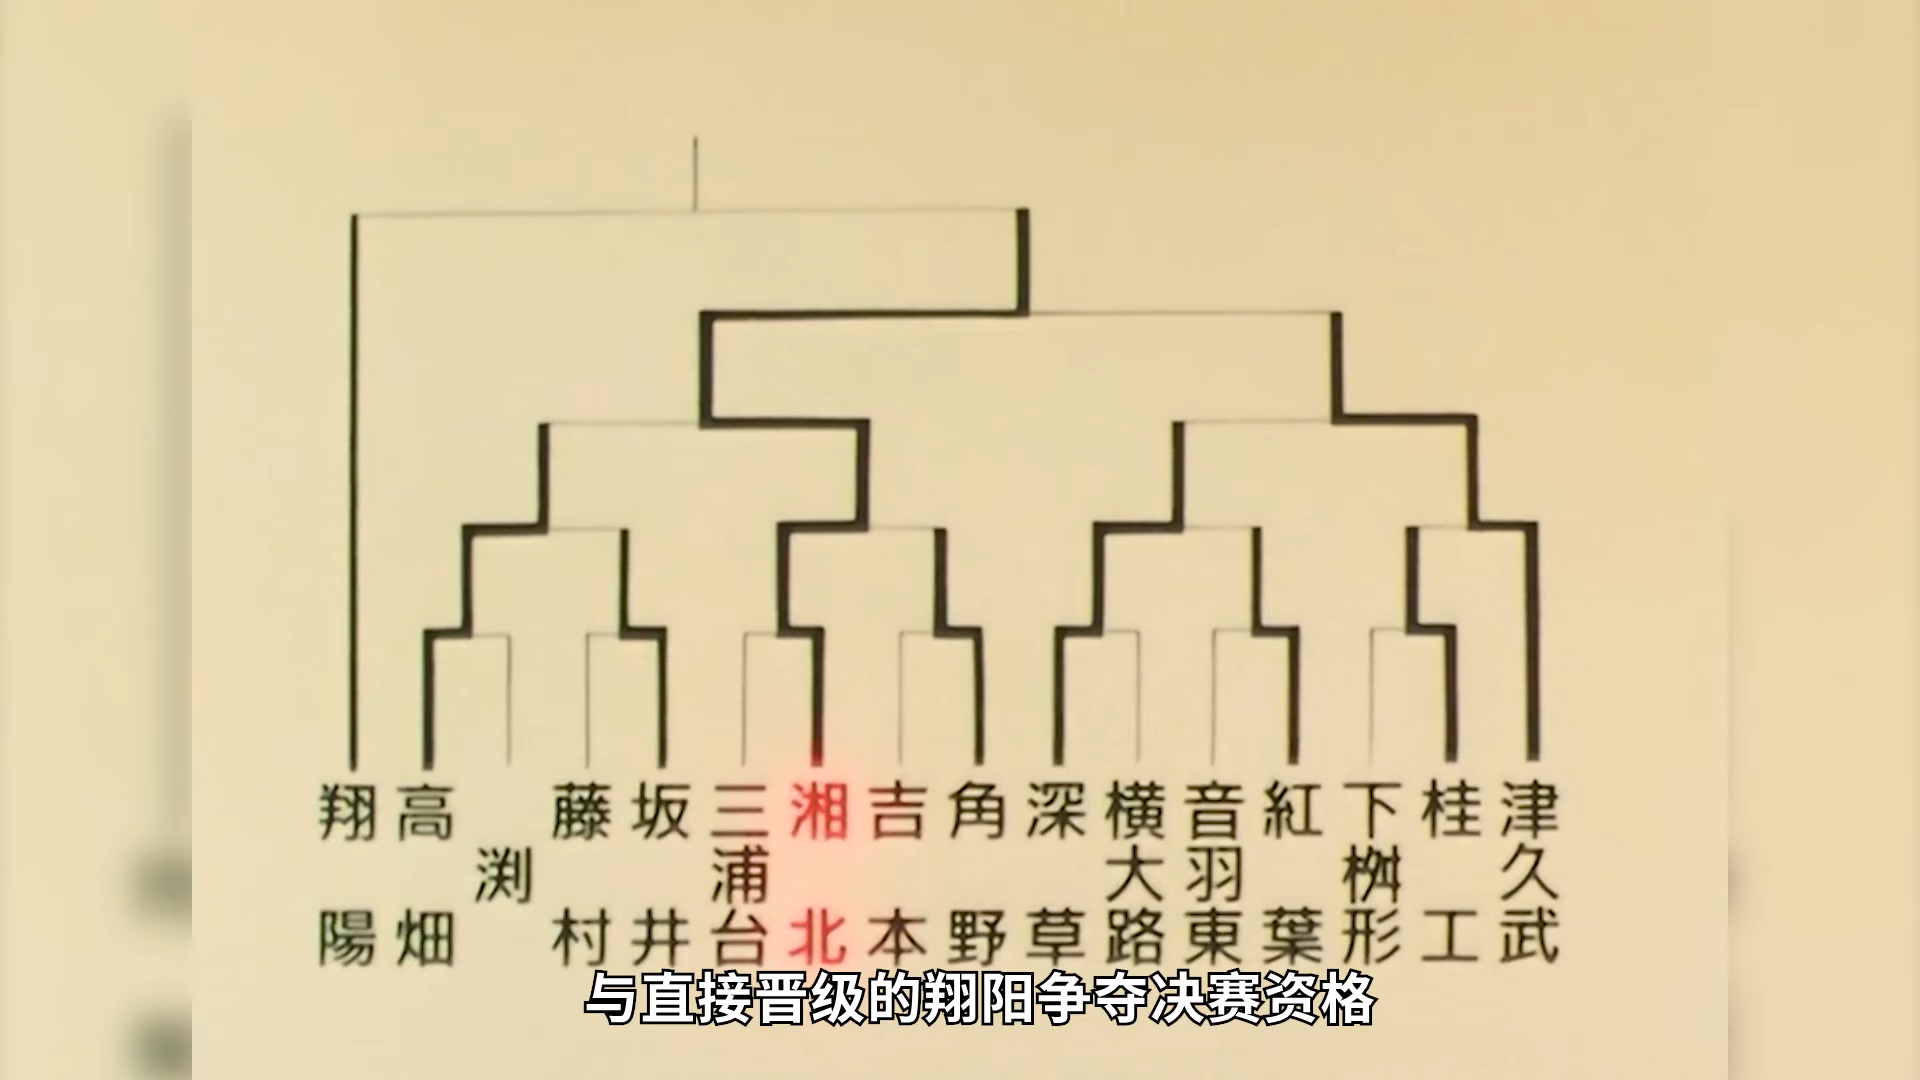 翔陽
高畑
渕
藤村
坂井
三浦台
湘北
吉本
角野
深草
横大路
音羽東
紅葉
下桝形
桂工
津久武
与直接晋级的翔阳争夺决赛资格